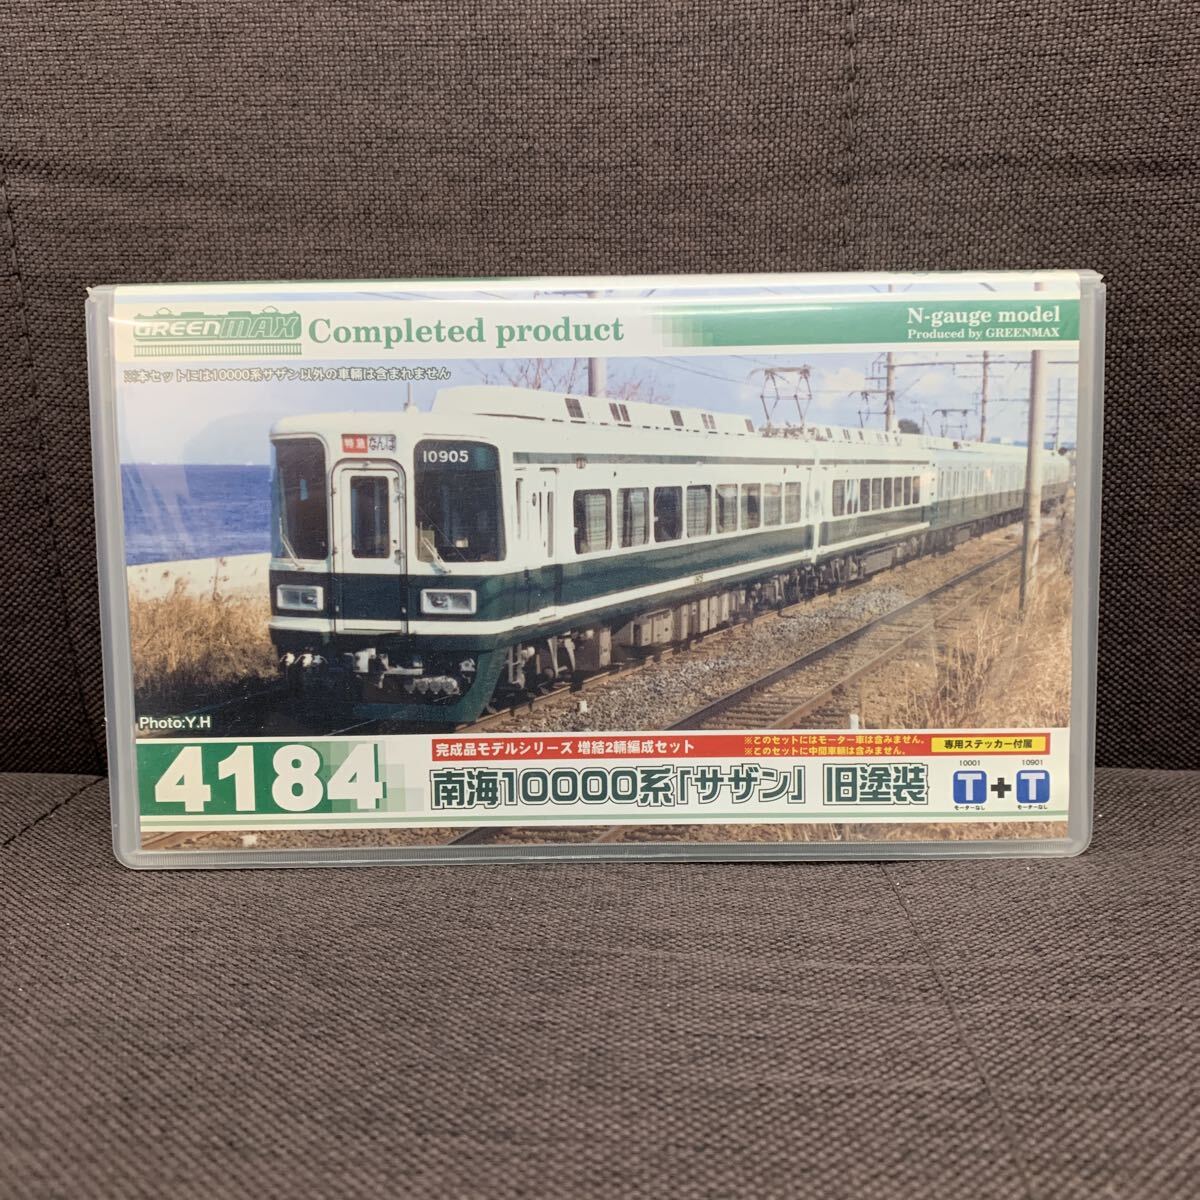 GREENMAX
Completed product
N-gauge model
Produced by GREENMAX
※本セットには10000系サザン以外の車輛は含まれません
特急 なんば
10905
Photo:Y.H
4184
完成品モデルシリーズ 増結2輛編成セット
※このセットにはモーター車は含みません。
※このセットに中間車輛は含みません。
専用ステッカー付属
南海10000系「サザン」 旧塗装
10001 10901
T + T
モーターなし モーターなし